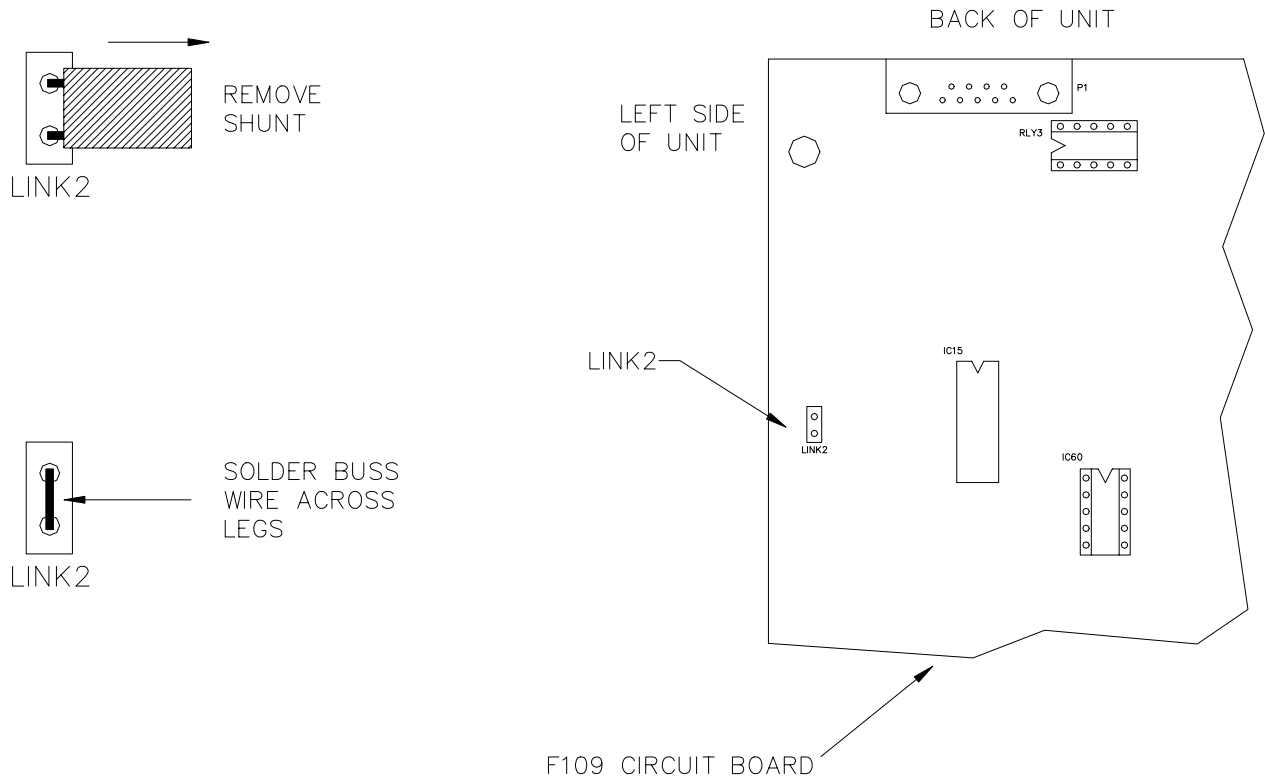 BACK OF UNIT
REMOVE
SHUNT
LINK2
LEFT SIDE
OF UNIT
P1
RLY3
LINK2
IC15
LINK2
IC60
SOLDER BUSS
WIRE ACROSS
LEGS
LINK2
F109 CIRCUIT BOARD